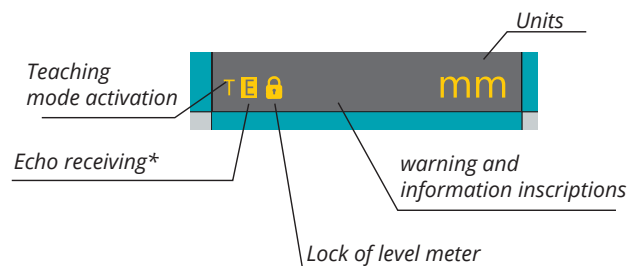 Units
Teaching
mode activation
T E mm
Echo receiving*
warning and
information inscriptions
Lock of level meter